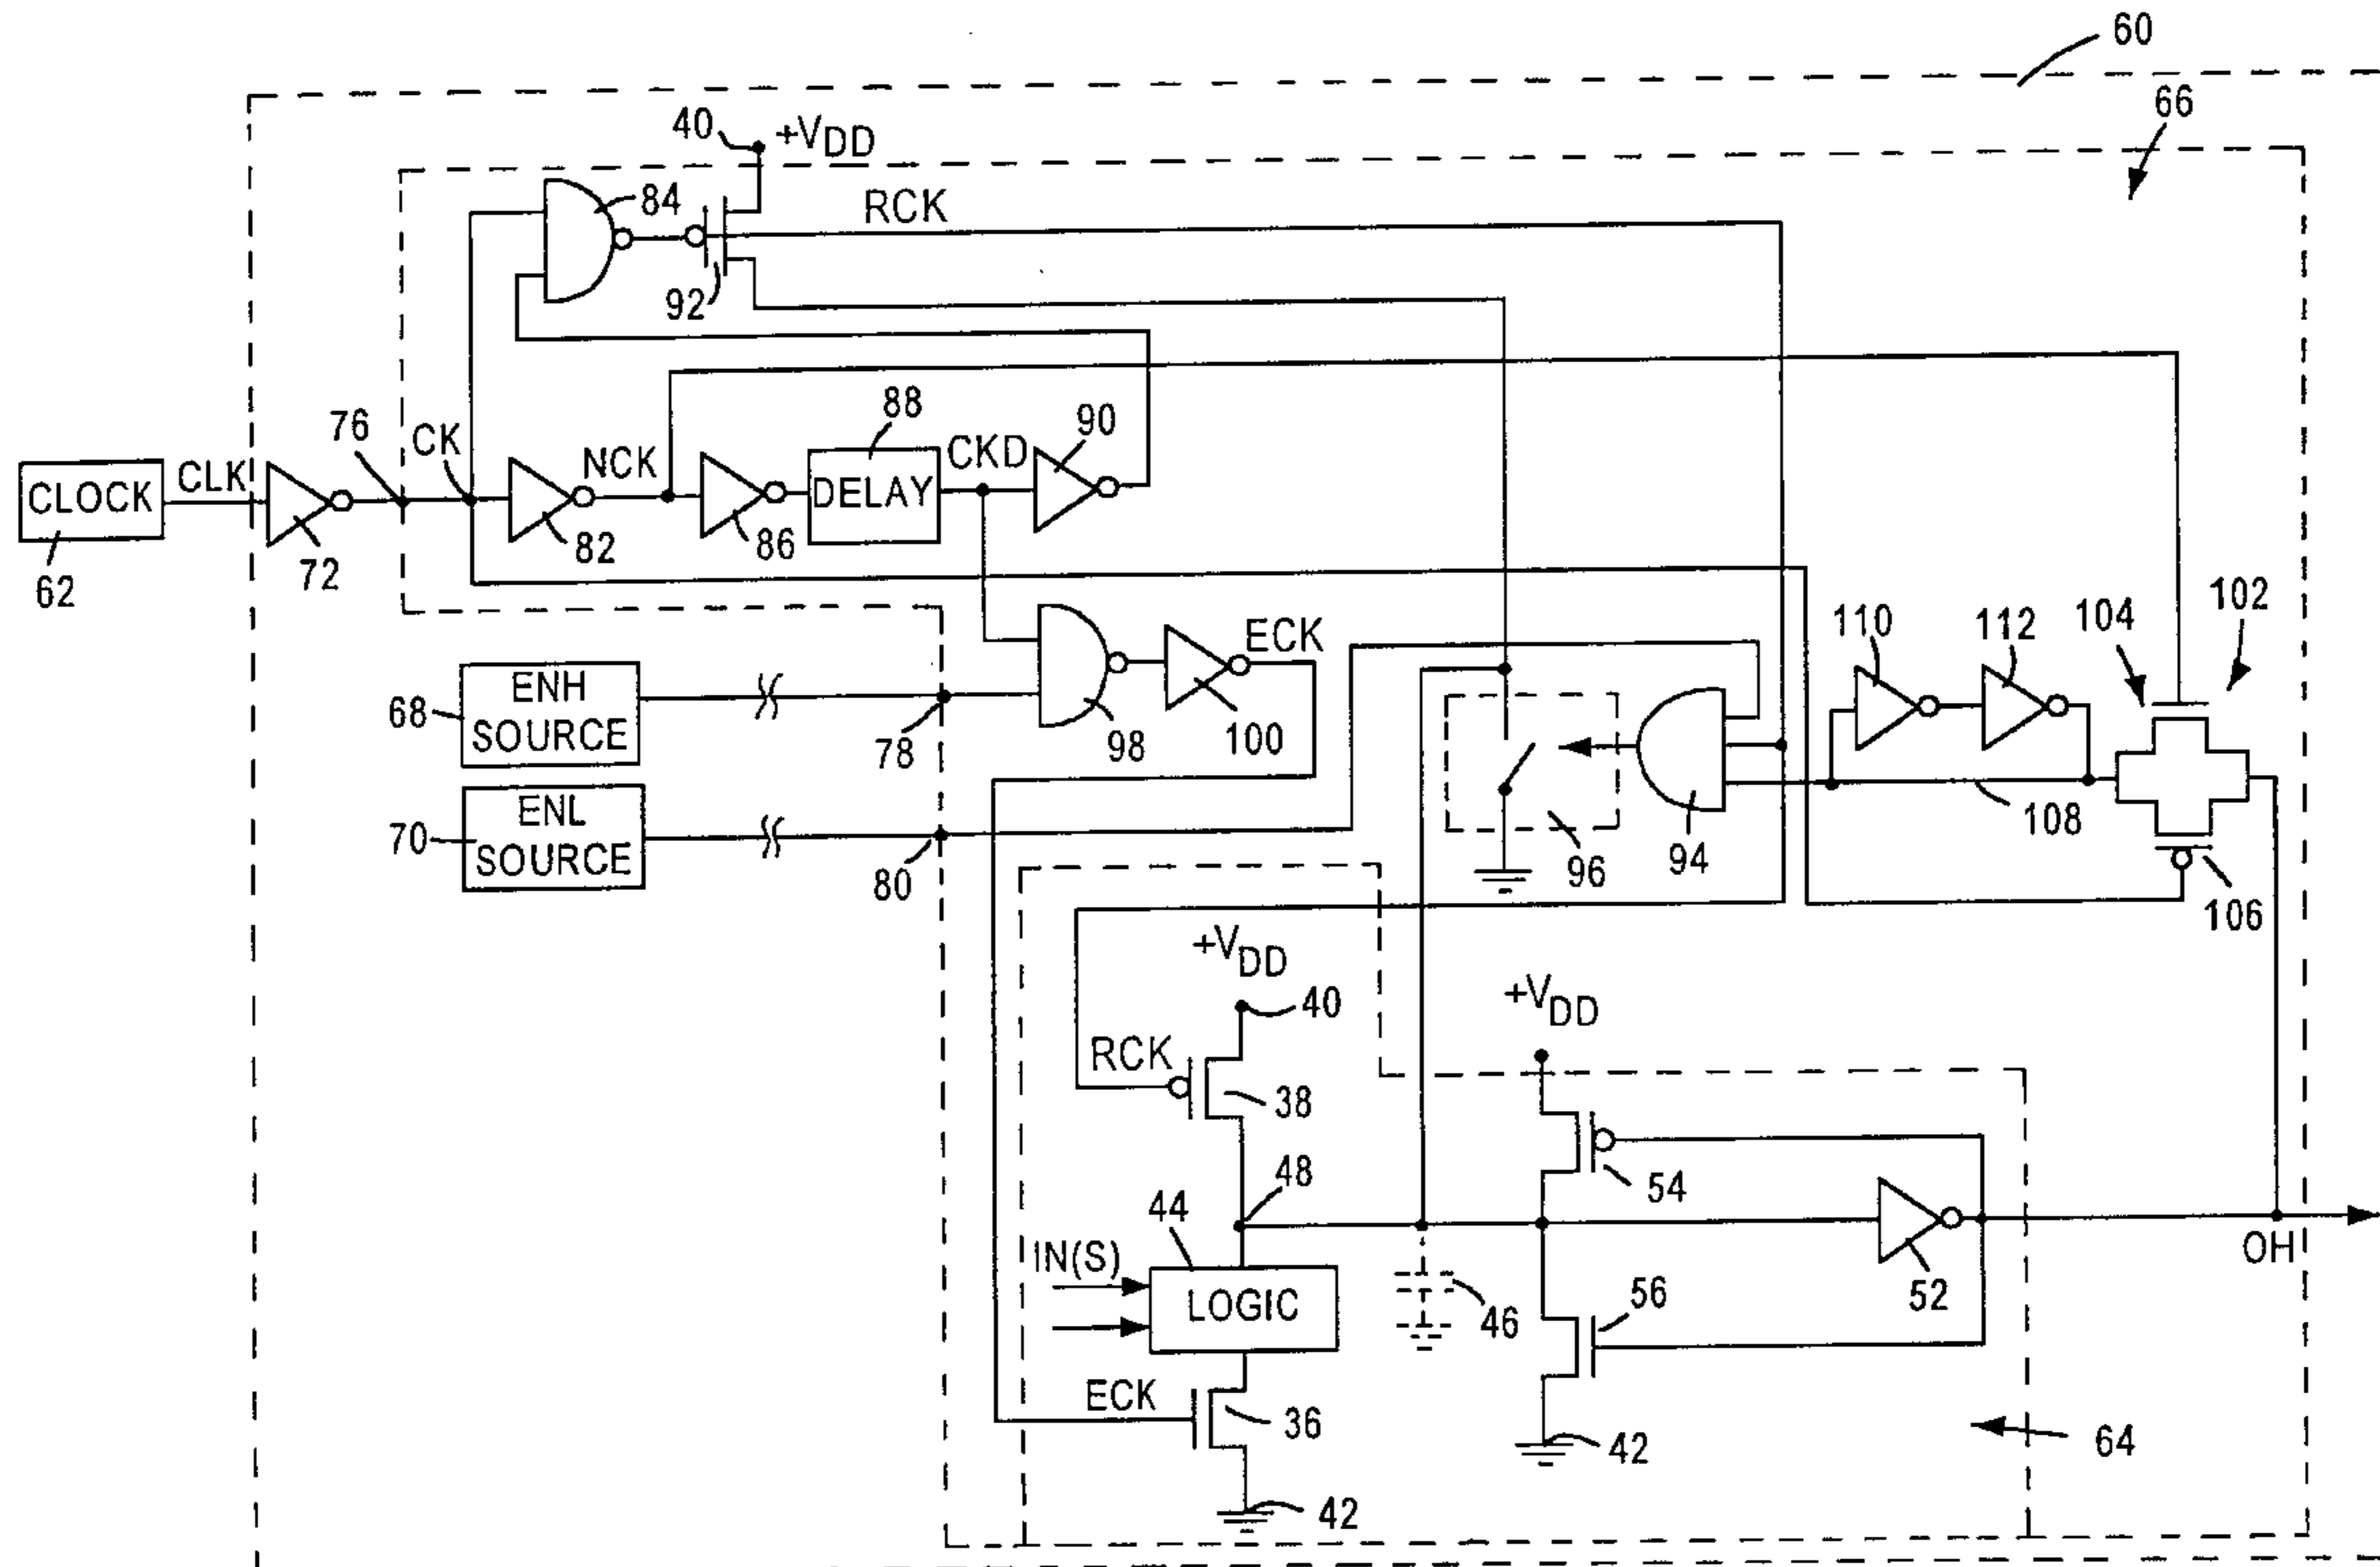 60
66
40
+VDD
84
RCK
92
88
90
76
CK
NCK
CKD
CLOCK
CLK
DELAY
62
72
82
86
104
102
110
112
ENH
SOURCE
68
78
98
100
ECK
ENL
SOURCE
70
80
96
94
108
106
+VDD
40
+VDD
RCK
38
48
54
44
IN(S)
LOGIC
46
56
52
OH
ECK
36
42
64
42